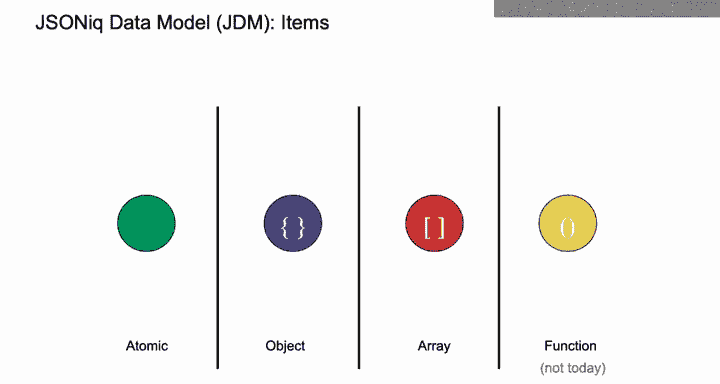 JSONiq Data Model (JDM): Items
{ }
[ ]
()
Atomic
Object
Array
Function
(not today)